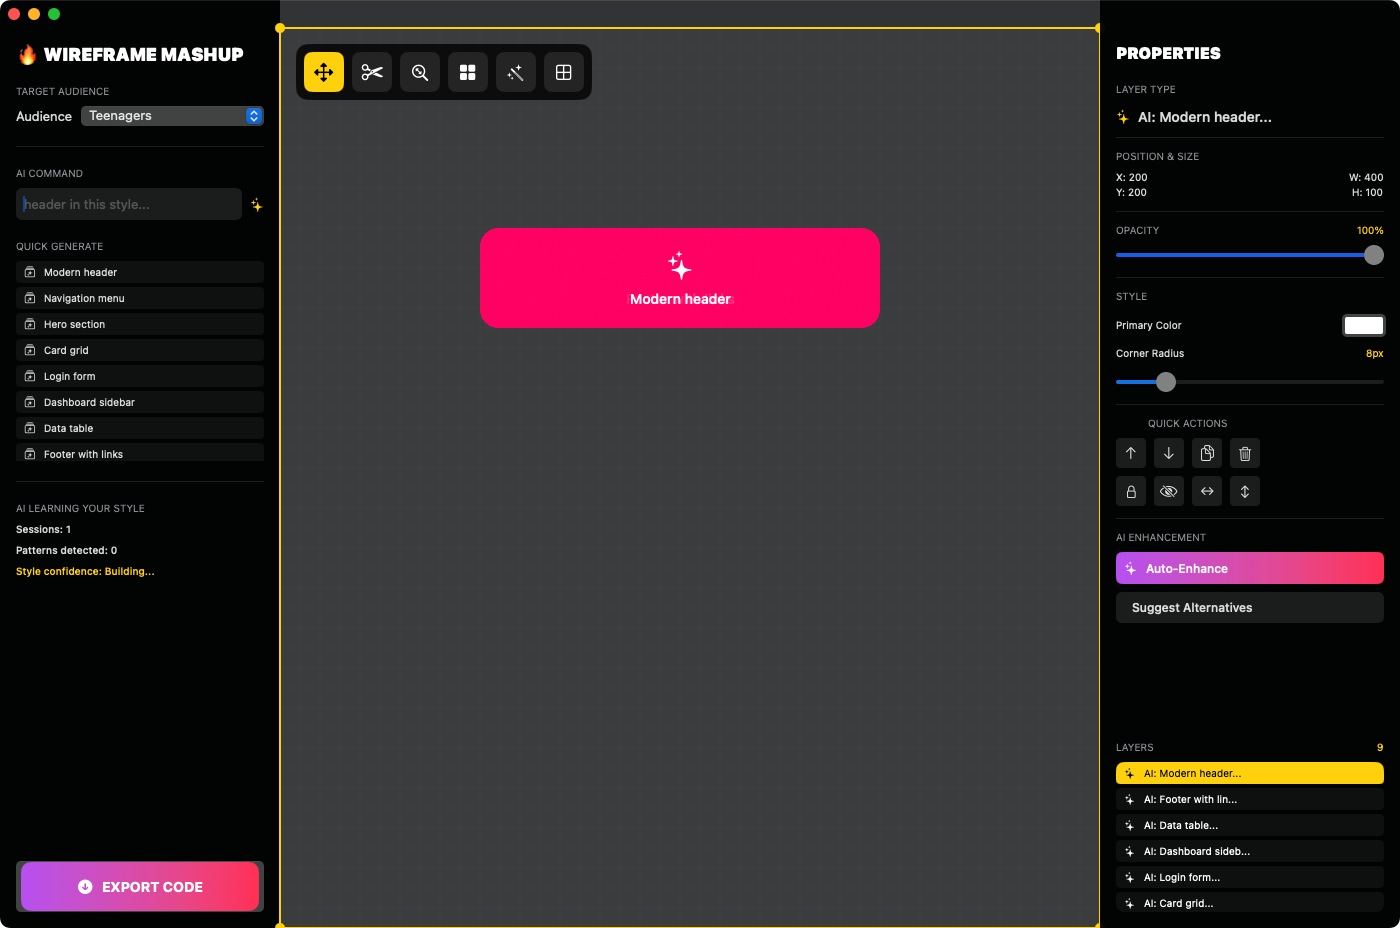 🔥 WIREFRAME MASHUP
TARGET AUDIENCE
Audience
Teenagers
AI COMMAND
header in this style...
QUICK GENERATE
Modern header
Navigation menu
Hero section
Card grid
Login form
Dashboard sidebar
Data table
Footer with links
AI LEARNING YOUR STYLE
Sessions: 1
Patterns detected: 0
Style confidence: Building...
EXPORT CODE
Modern header
PROPERTIES
LAYER TYPE
AI: Modern header...
POSITION & SIZE
X: 200 W: 400
Y: 200 H: 100
OPACITY 100%
STYLE
Primary Color
Corner Radius 8px
QUICK ACTIONS
AI ENHANCEMENT
Auto-Enhance
Suggest Alternatives
LAYERS 9
AI: Modern header...
AI: Footer with lin...
AI: Data table...
AI: Dashboard sideb...
AI: Login form...
AI: Card grid...